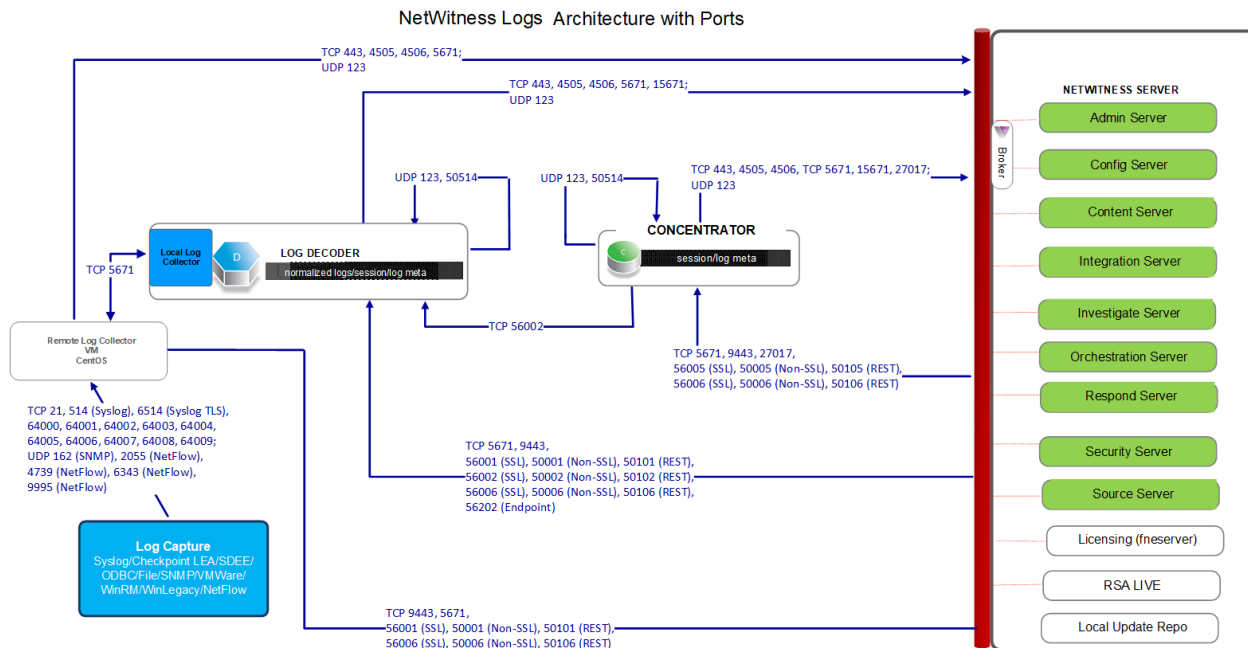 NetWitness Logs Architecture with Ports
TCP 443, 4505, 4506, 5671;
UDP 123
TCP 443, 4505, 4506, 5671, 15671;
UDP 123
NETWITNESS SERVER
Admin Server
Broker
Config Server
UDP 123, 50514
UDP 123, 50514
TCP 443, 4505, 4506, TCP 5671, 15671, 27017;
UDP 123
Content Server
Local Log
Collector
D
LOG DECODER
normalized logs/session/log meta
CONCENTRATOR
C
session/log meta
Integration Server
TCP 5671
TCP 56002
Investigate Server
Remote Log Collector
VM
CentOS
Orchestration Server
TCP 5671, 9443, 27017,
56005 (SSL), 50005 (Non-SSL), 50105 (REST),
56006 (SSL), 50006 (Non-SSL), 50106 (REST)
Respond Server
TCP 21, 514 (Syslog), 6514 (Syslog TLS),
64000, 64001, 64002, 64003, 64004,
64005, 64006, 64007, 64008, 64009;
UDP 162 (SNMP), 2055 (NetFlow),
4739 (NetFlow), 6343 (NetFlow),
9995 (NetFlow)
TCP 5671, 9443,
56001 (SSL), 50001 (Non-SSL), 50101 (REST),
56002 (SSL), 50002 (Non-SSL), 50102 (REST),
56006 (SSL), 50006 (Non-SSL), 50106 (REST),
56202 (Endpoint)
Security Server
Source Server
Log Capture
Syslog/Checkpoint LEA/SDEE/
ODBC/File/SNMP/VMWare/
WinRM/WinLegacy/NetFlow
Licensing (fneserver)
RSA LIVE
TCP 9443, 5671,
56001 (SSL), 50001 (Non-SSL), 50101 (REST),
56006 (SSL), 50006 (Non-SSL), 50106 (REST)
Local Update Repo